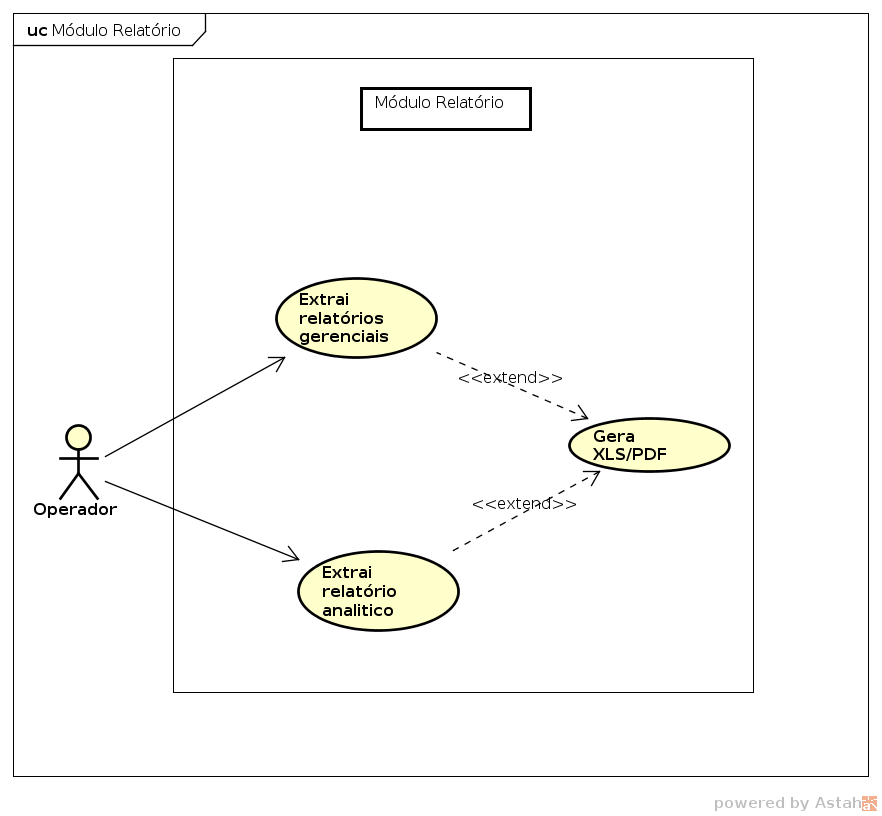 uc Módulo Relatório
Módulo Relatório
Extrai
relatórios
gerenciais
<<extend>>
Gera
XLS/PDF
<<extend>>
Operador
Extrai
relatório
analitico
powered by Astah